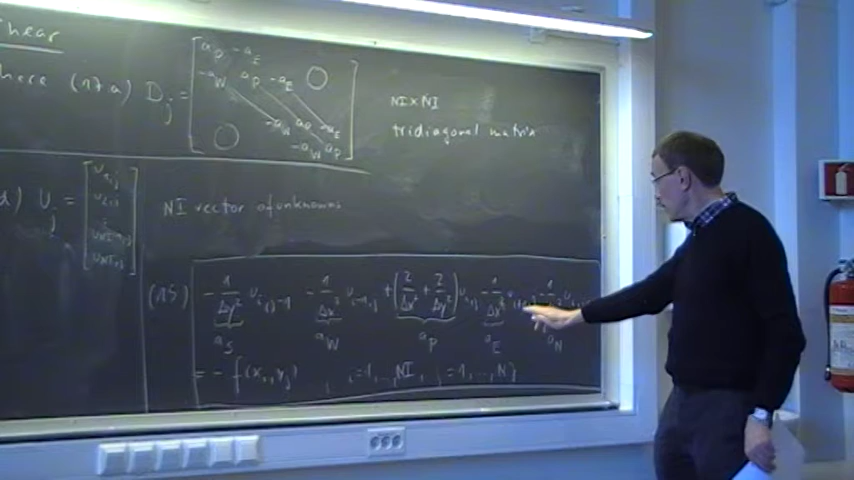 here (17a) D_j = [a_P -a_E
-a_W a_P -a_E O
O -a_W a_P -a_E
-a_W a_P] NI×NI
tridiagonal matrix
U_j = [u_{1,j}
u_{2,j}
⋮
u_{NI-1,j}
u_{NI,j}] NI vector of unknowns
(15) -1/Δy² u_{i,j-1} -1/Δx² u_{i-1,j} + (2/Δx² + 2/Δy²) u_{i,j} -1/Δx² u_{i+1,j} -1/Δy² u_{i,j+1}
a_S a_W a_P a_E a_N
= - f(x_i, y_j) i=1,...,NI, j=1,...,NJ